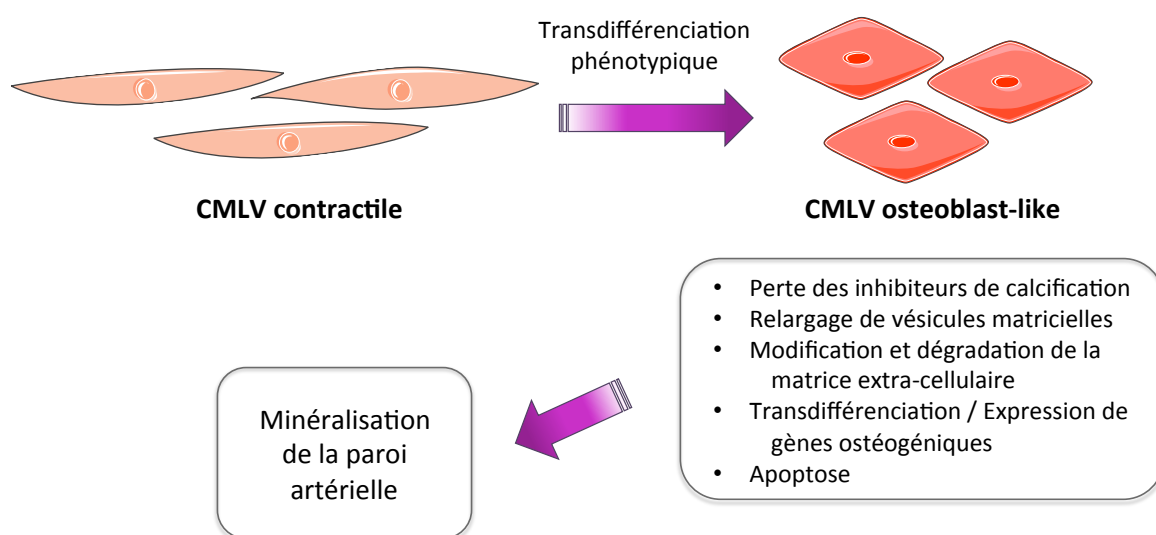 Transdifférenciation
phénotypique
CMLV contractile
CMLV osteoblast-like
• Perte des inhibiteurs de calcification
• Relargage de vésicules matricielles
• Modification et dégradation de la
matrice extra-cellulaire
• Transdifférenciation / Expression de
gènes ostéogéniques
• Apoptose
Minéralisation
de la paroi
artérielle